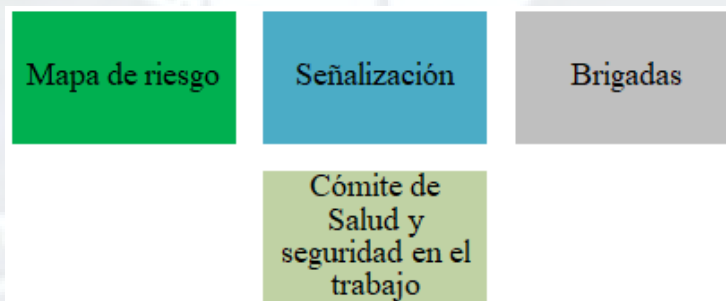 Mapa de riesgo
Señalización
Brigadas
Cómite de
Salud y
seguridad en el
trabajo